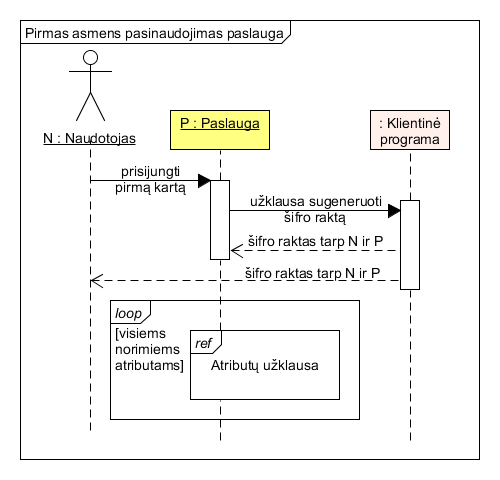 Pirmas asmens pasinaudojimas paslauga
N : Naudotojas
P : Paslauga
: Klientinė
programa
prisijungti
pirmą kartą
užklausa sugeneruoti
šifro raktą
šifro raktas tarp N ir P
šifro raktas tarp N ir P
loop
[visiems
norimiems
atributams]
ref
Atributų užklausa